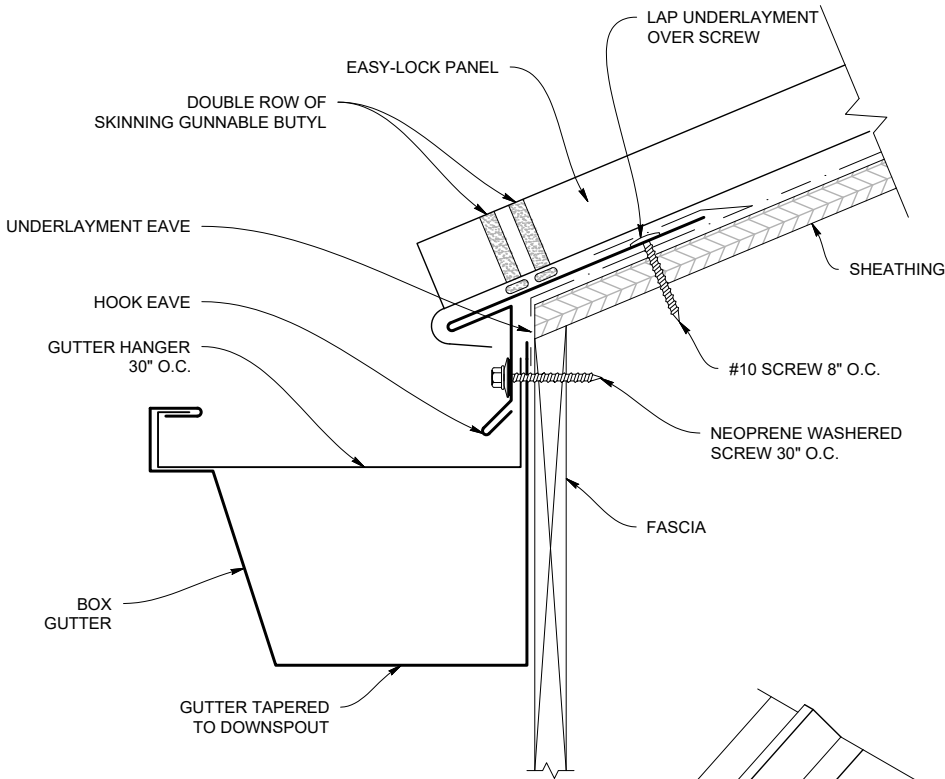 LAP UNDERLAYMENT
OVER SCREW
EASY-LOCK PANEL
DOUBLE ROW OF
SKINNING GUNNABLE BUTYL
UNDERLAYMENT EAVE
SHEATHING
HOOK EAVE
GUTTER HANGER
30" O.C.
#10 SCREW 8" O.C.
NEOPRENE WASHERED
SCREW 30" O.C.
FASCIA
BOX
GUTTER
GUTTER TAPERED
TO DOWNSPOUT